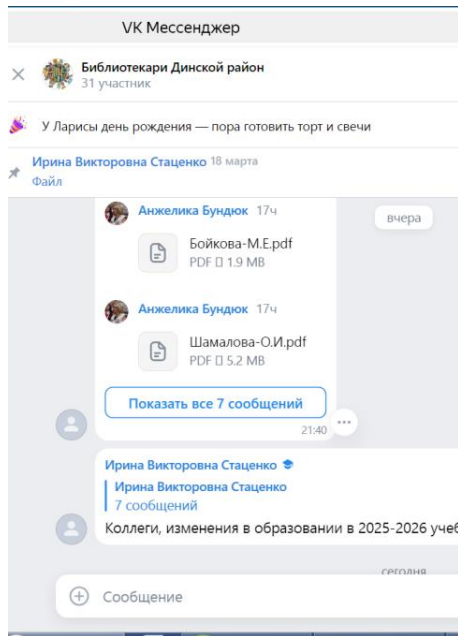 VK Мессенджер
Библиотекари Динской район
31 участник
У Ларисы день рождения — пора готовить торт и свечи
Ирина Викторовна Стаценко 18 марта
Файл
Анжелика Бундюк 17ч
вчера
Бойкова-М.Е.pdf
PDF 1.9 MB
Анжелика Бундюк 17ч
Шамалова-О.И.pdf
PDF 5.2 MB
Показать все 7 сообщений
21:40
Ирина Викторовна Стаценко
Ирина Викторовна Стаценко
7 сообщений
Коллеги, изменения в образовании в 2025-2026 учеб
сегодня
Сообщение